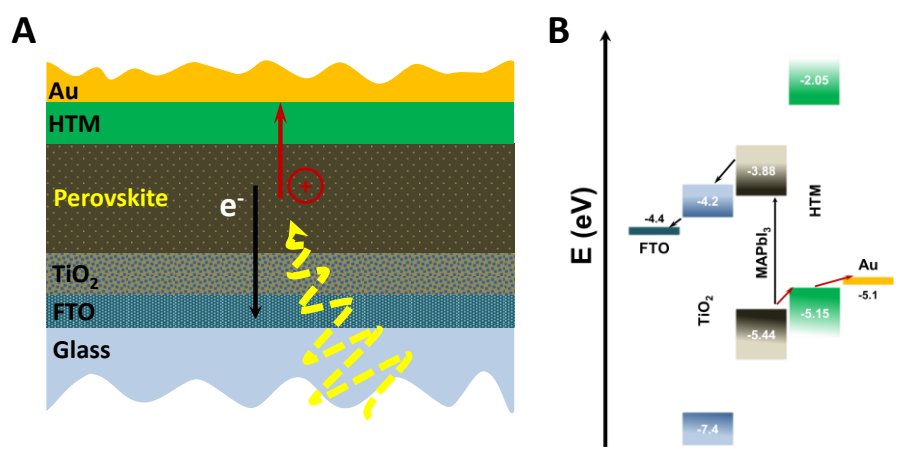 A
Au
HTM
Perovskite
e-
+
TiO2
FTO
Glass
B
E (eV)
-2.05
-3.88
-4.2
-4.4
FTO
HTM
MAPbI3
Au
-5.1
-5.15
TiO2
-5.44
-7.4